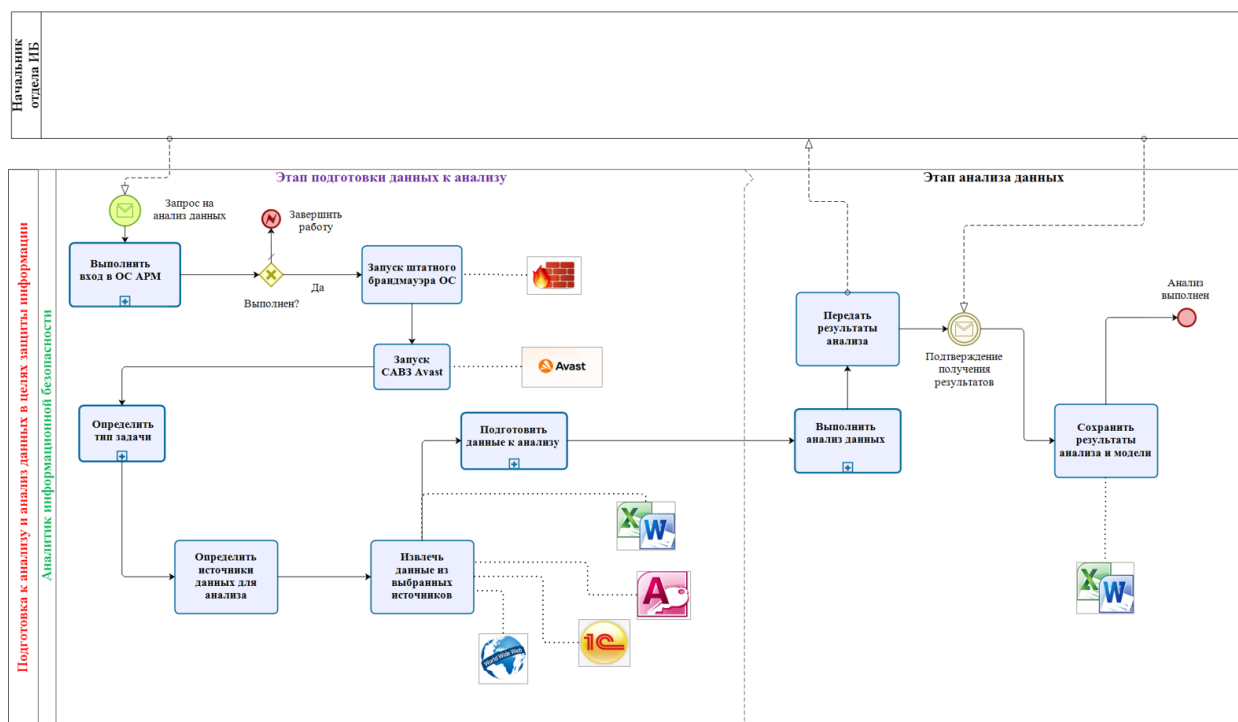 Начальник
отдела ИБ
Подготовка к анализу и анализ данных в целях защиты информации
Аналитик информационной безопасности
Этап подготовки данных к анализу
Этап анализа данных
Запрос на
анализ данных
Завершить
работу
Выполнить
вход в ОС АРМ
Выполнен?
Да
Запуск штатного
брандмауэра ОС
Запуск
САВЗ Avast
Avast
Определить
тип задачи
Подготовить
данные к анализу
Определить
источники
данных для
анализа
Извлечь
данные из
выбранных
источников
X
W
A
1С
World Wide Web
Передать
результаты
анализа
Подтверждение
получения
результатов
Выполнить
анализ данных
Анализ
выполнен
Сохранить
результаты
анализа и модели
X
W